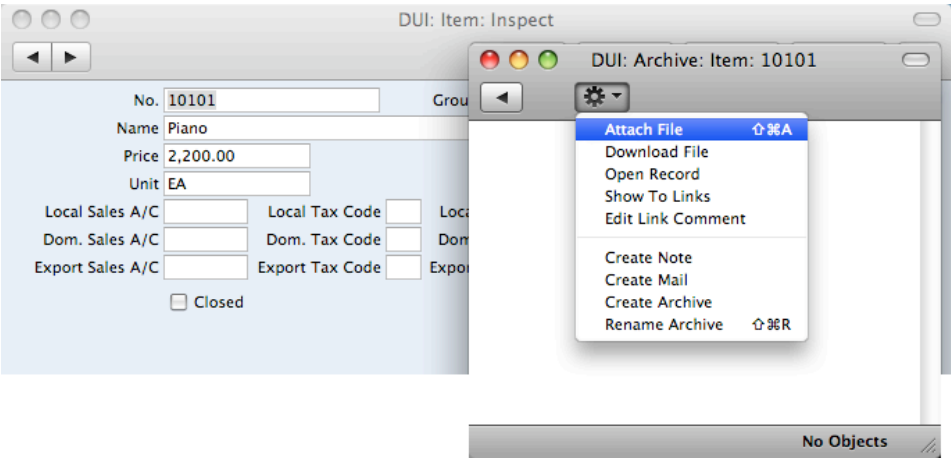 DUI: Item: Inspect
No. 10101
Grou
Name Piano
Price 2,200.00
Unit EA
Local Sales A/C
Local Tax Code
Loca
Dom. Sales A/C
Dom. Tax Code
Dom
Export Sales A/C
Export Tax Code
Expor
Closed
DUI: Archive: Item: 10101
Attach File ⇧⌘A
Download File
Open Record
Show To Links
Edit Link Comment
Create Note
Create Mail
Create Archive
Rename Archive ⇧⌘R
No Objects